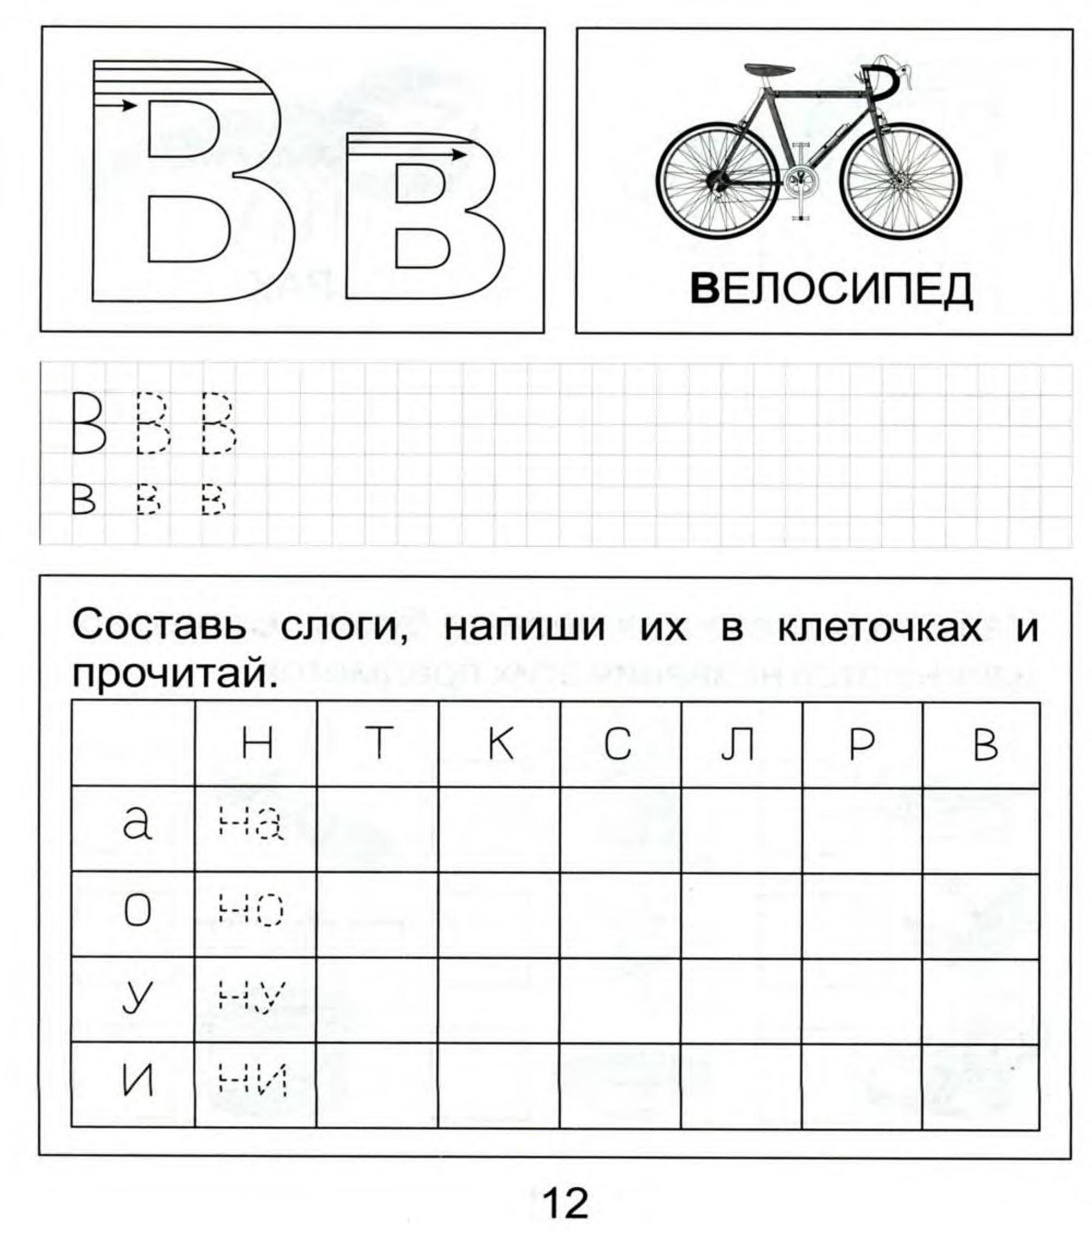 В в
ВЕЛОСИПЕД
В В В
в в в
Составь слоги, напиши их в клеточках и
прочитай.
Н Т К С Л Р В
а на
о но
у ну
и ни
12